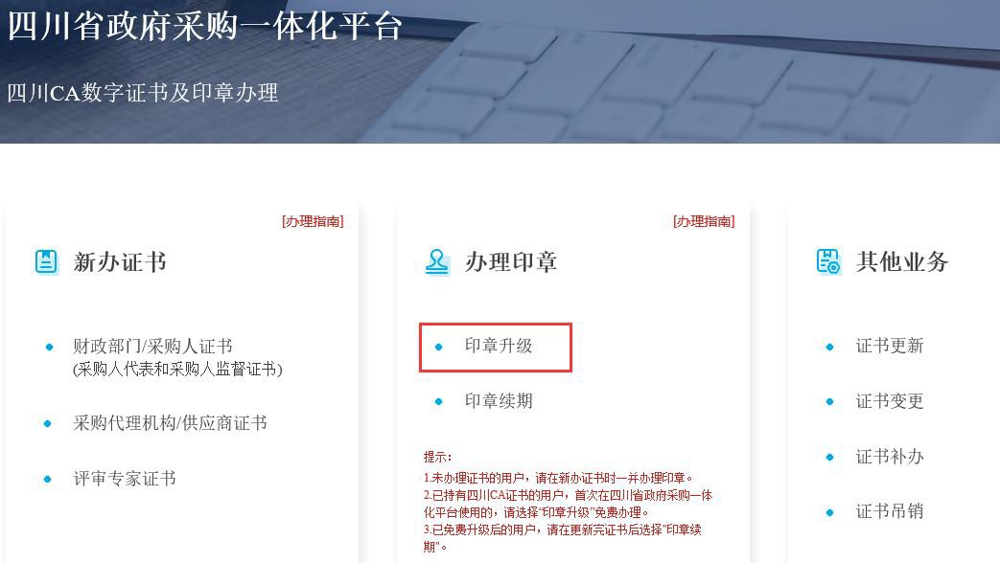 四川省政府采购一体化平台
四川CA数字证书及印章办理
[办理指南]
新办证书
财政部门/采购人证书
(采购人代表和采购人监督证书)
采购代理机构/供应商证书
评审专家证书
[办理指南]
办理印章
印章升级
印章续期
提示：
1.未办理证书的用户，请在新办证书时一并办理印章。
2.已持有四川CA证书的用户，首次在四川省政府采购一体
化平台使用的，请选择“印章升级”免费办理。
3.已免费升级后的用户，请在更新完证书后选择"印章续
期"。
其他业务
证书更新
证书变更
证书补办
证书吊销